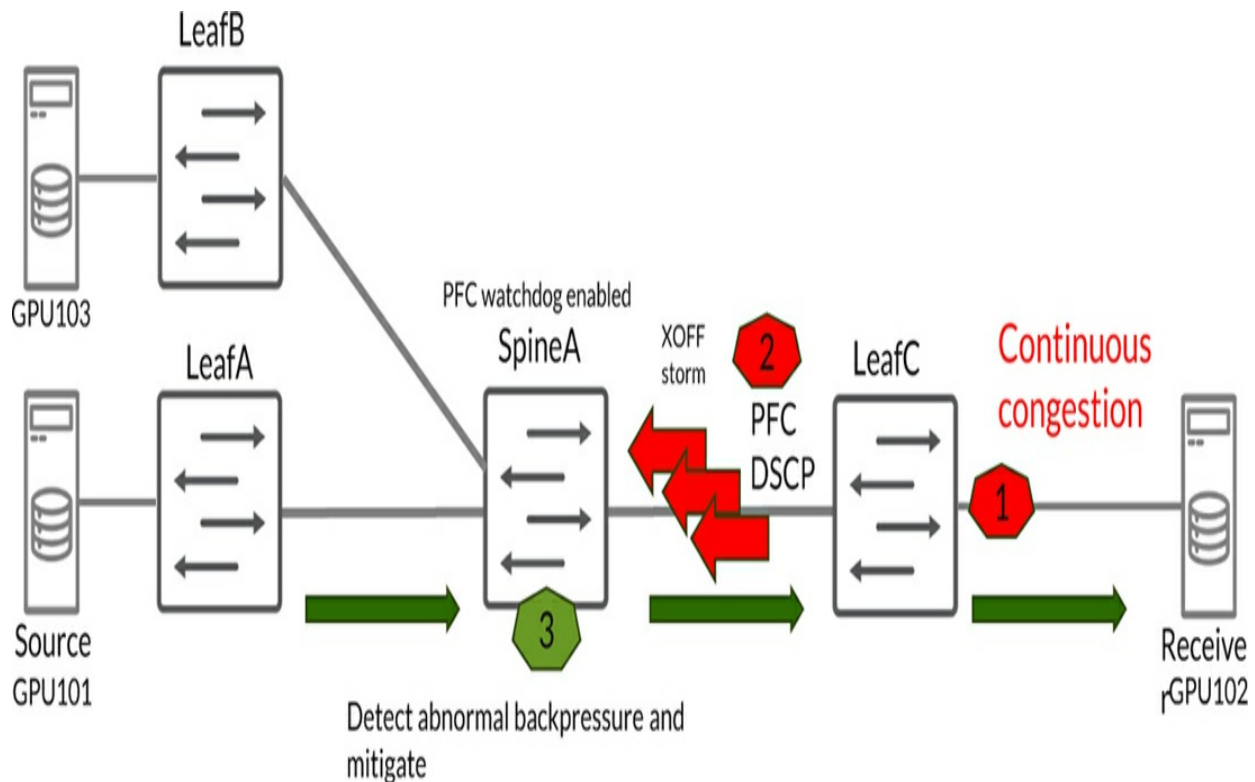 LeafB
GPU103
PFC watchdog enabled
SpineA
LeafA
XOFF
storm
2
PFC
DSCP
LeafC
Continuous
congestion
1
3
Source
GPU101
Receive
rGPU102
Detect abnormal backpressure and
mitigate